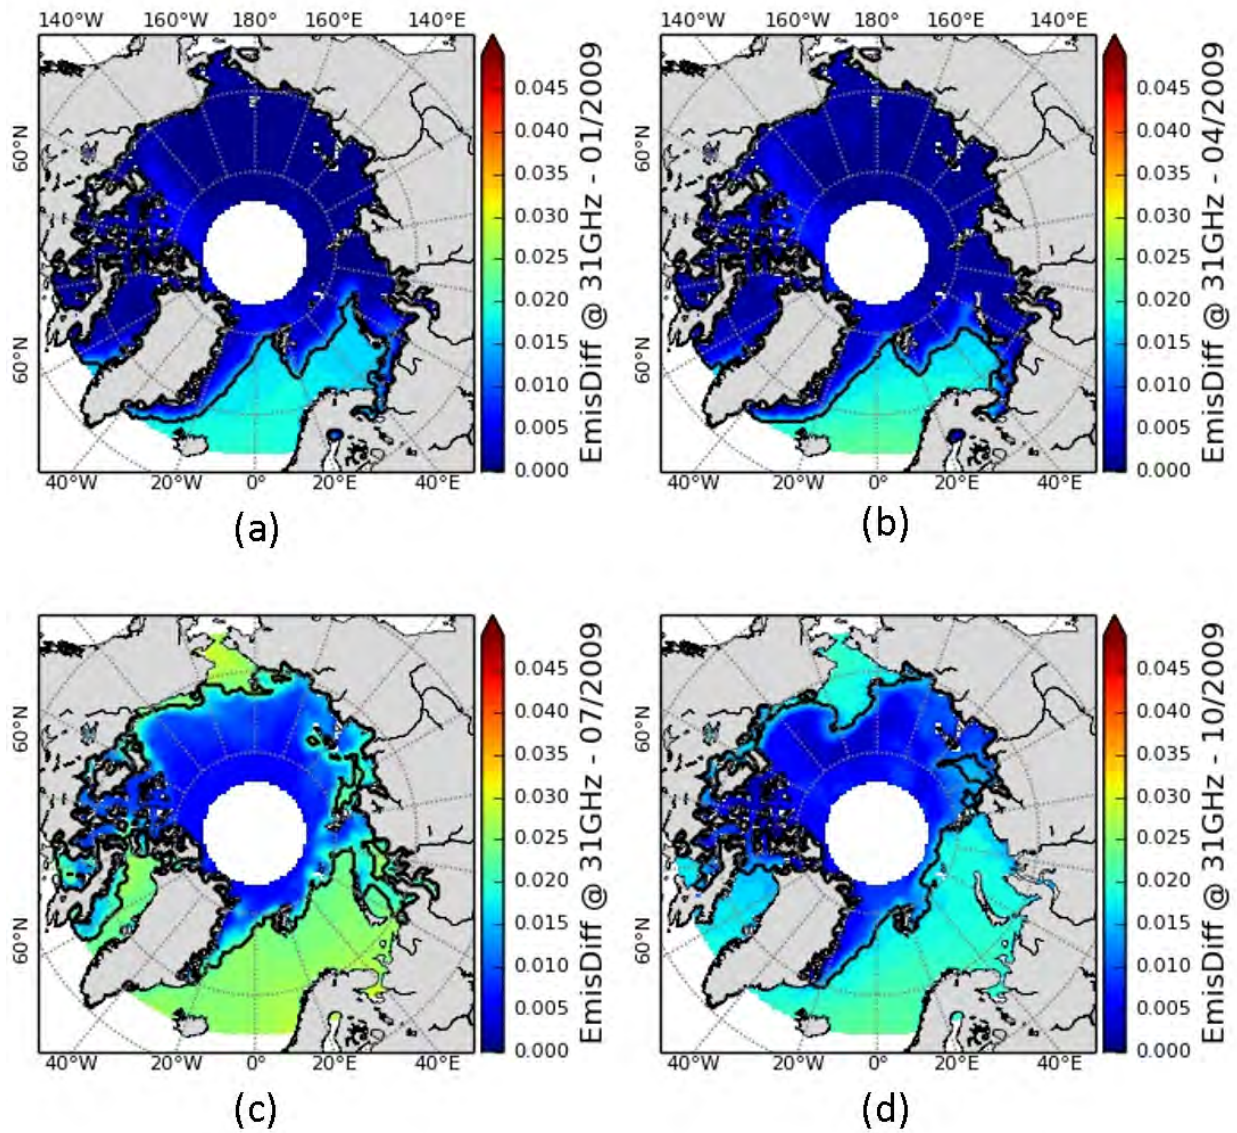 140°W 160°W 180° 160°E 140°E
60°N
60°N
0.045
0.040
0.035
0.030
0.025
0.020
0.015
0.010
0.005
0.000
EmisDiff @ 31GHz - 01/2009
40°W 20°W 0° 20°E 40°E
(a)
140°W 160°W 180° 160°E 140°E
60°N
60°N
0.045
0.040
0.035
0.030
0.025
0.020
0.015
0.010
0.005
0.000
EmisDiff @ 31GHz - 04/2009
40°W 20°W 0° 20°E 40°E
(b)
60°N
60°N
0.045
0.040
0.035
0.030
0.025
0.020
0.015
0.010
0.005
0.000
EmisDiff @ 31GHz - 07/2009
40°W 20°W 0° 20°E 40°E
(c)
60°N
60°N
0.045
0.040
0.035
0.030
0.025
0.020
0.015
0.010
0.005
0.000
EmisDiff @ 31GHz - 10/2009
40°W 20°W 0° 20°E 40°E
(d)